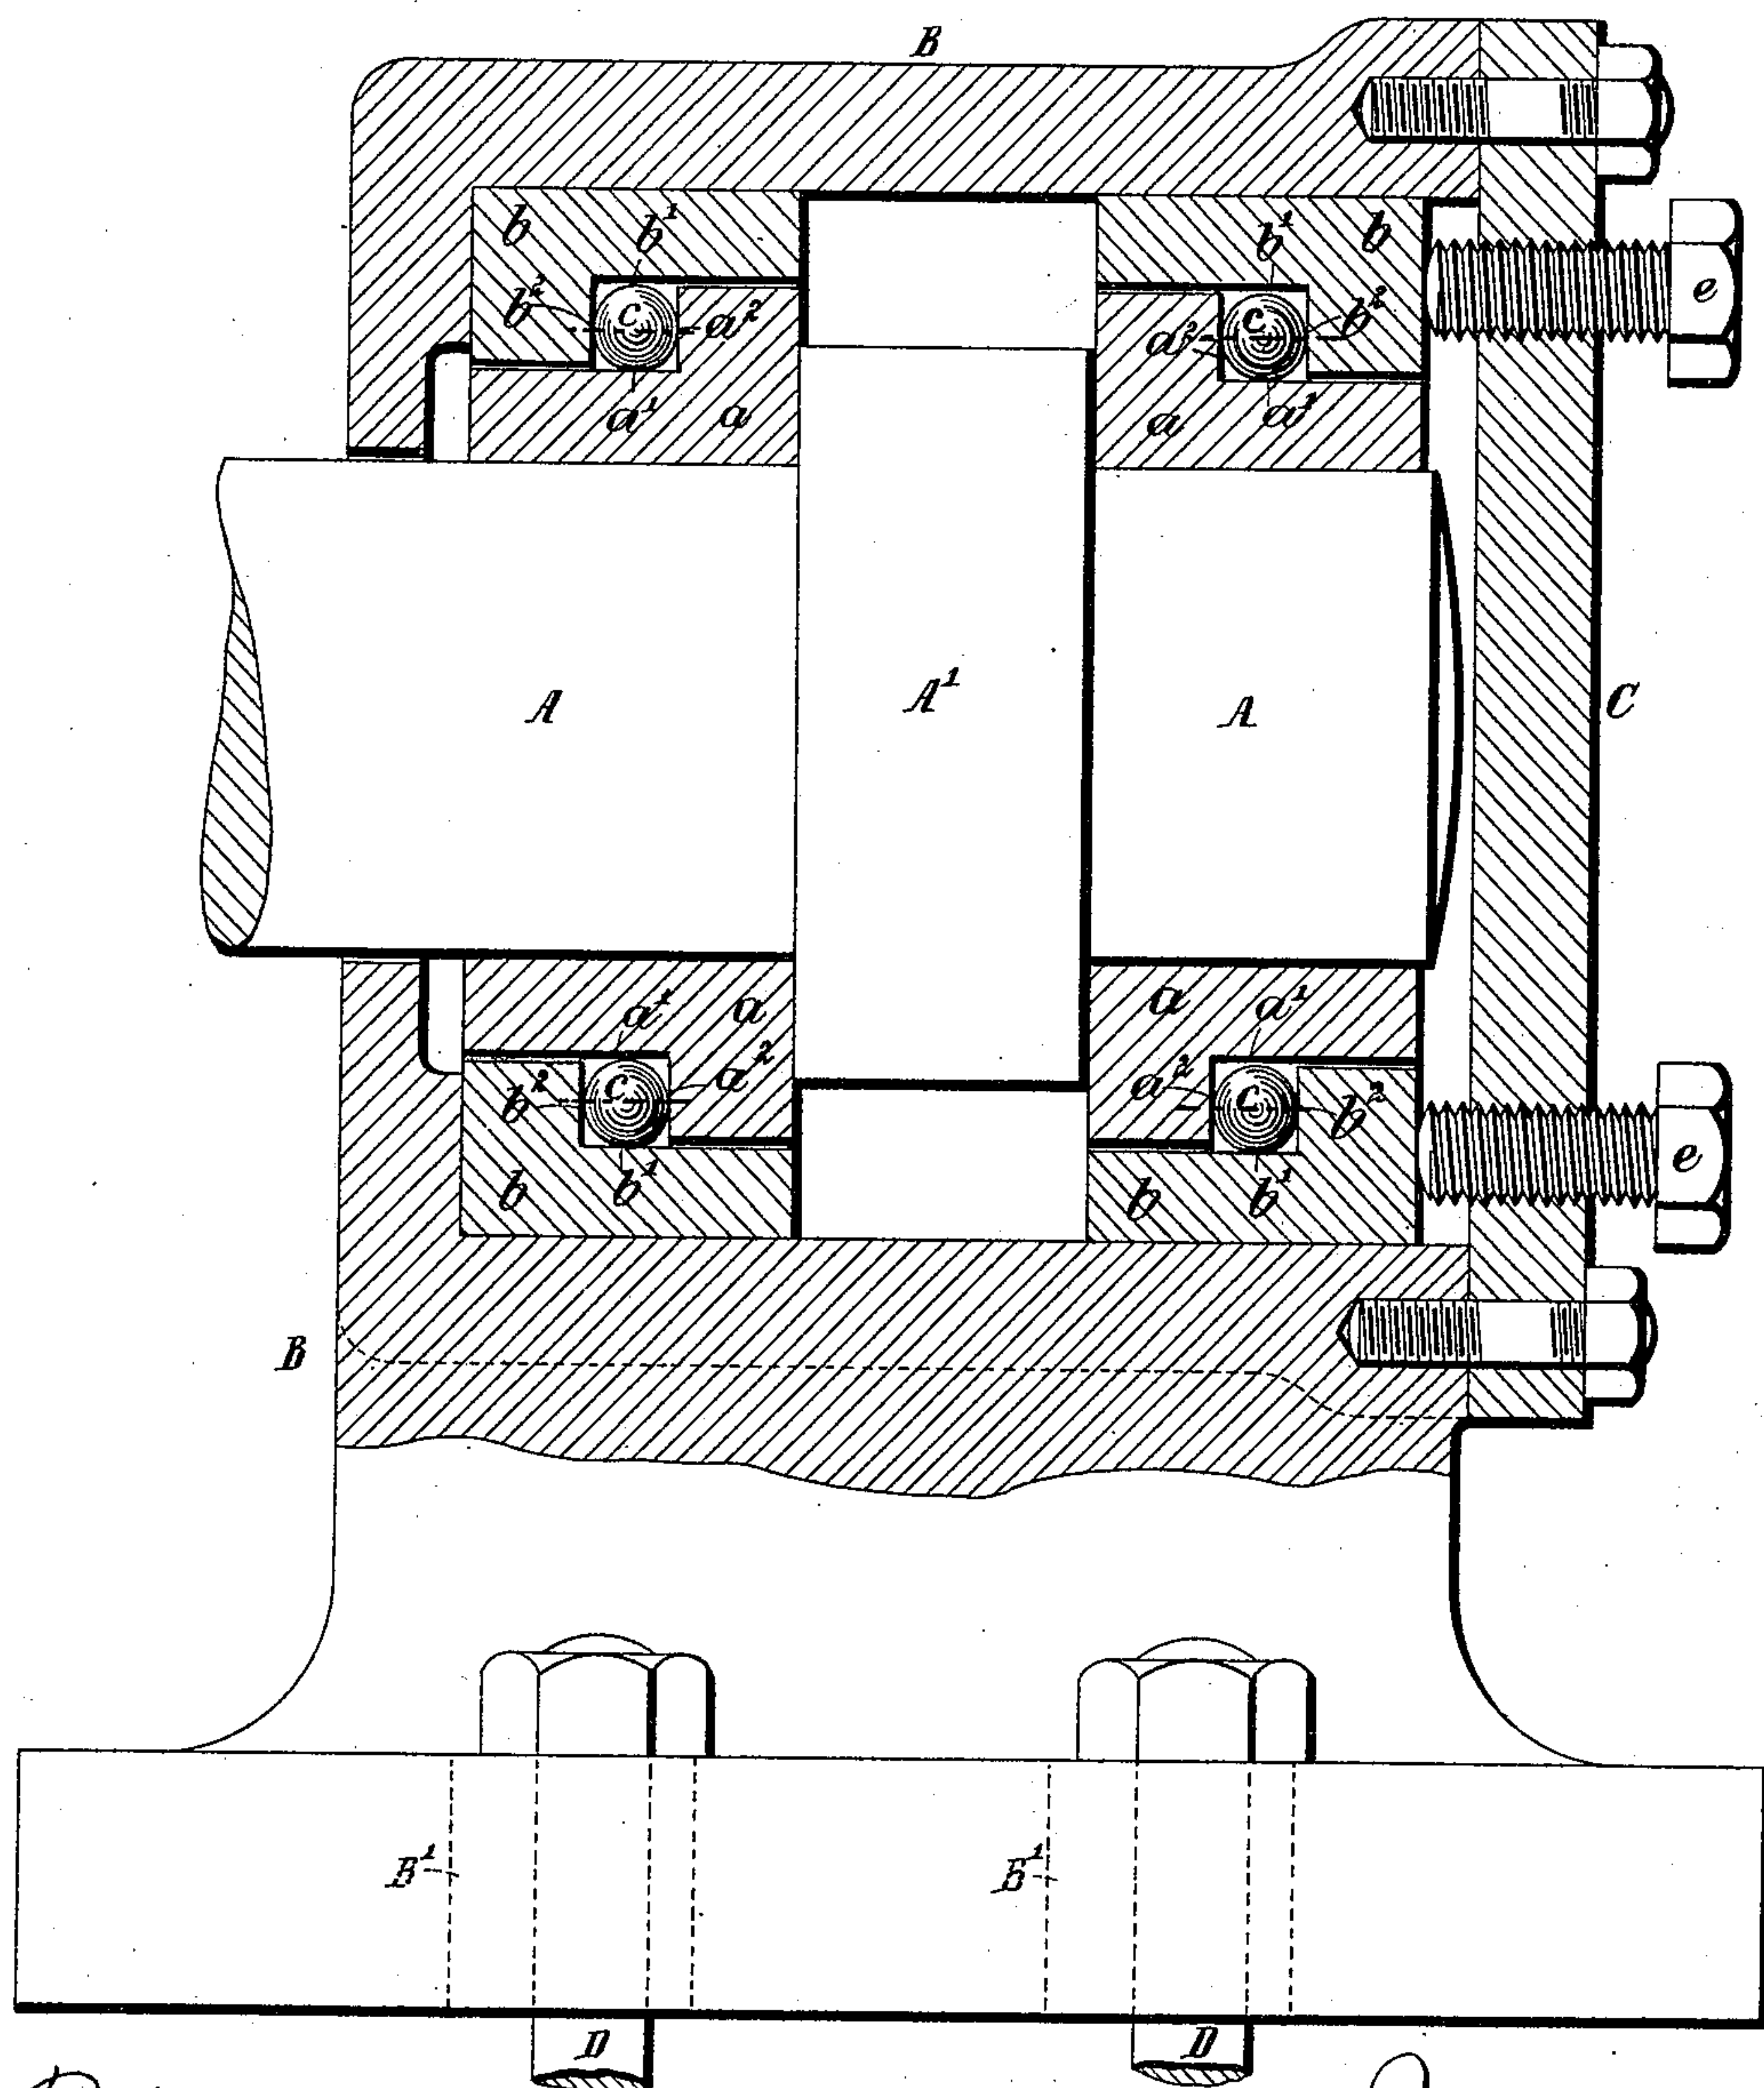 B
b b¹ b¹ b
e
b² c a² a² c b²
a¹ a a a¹
A A¹ A C
a¹ a a a¹
b² c a² a² c b²
e
b b¹ b b¹
B
B¹ B¹
D D